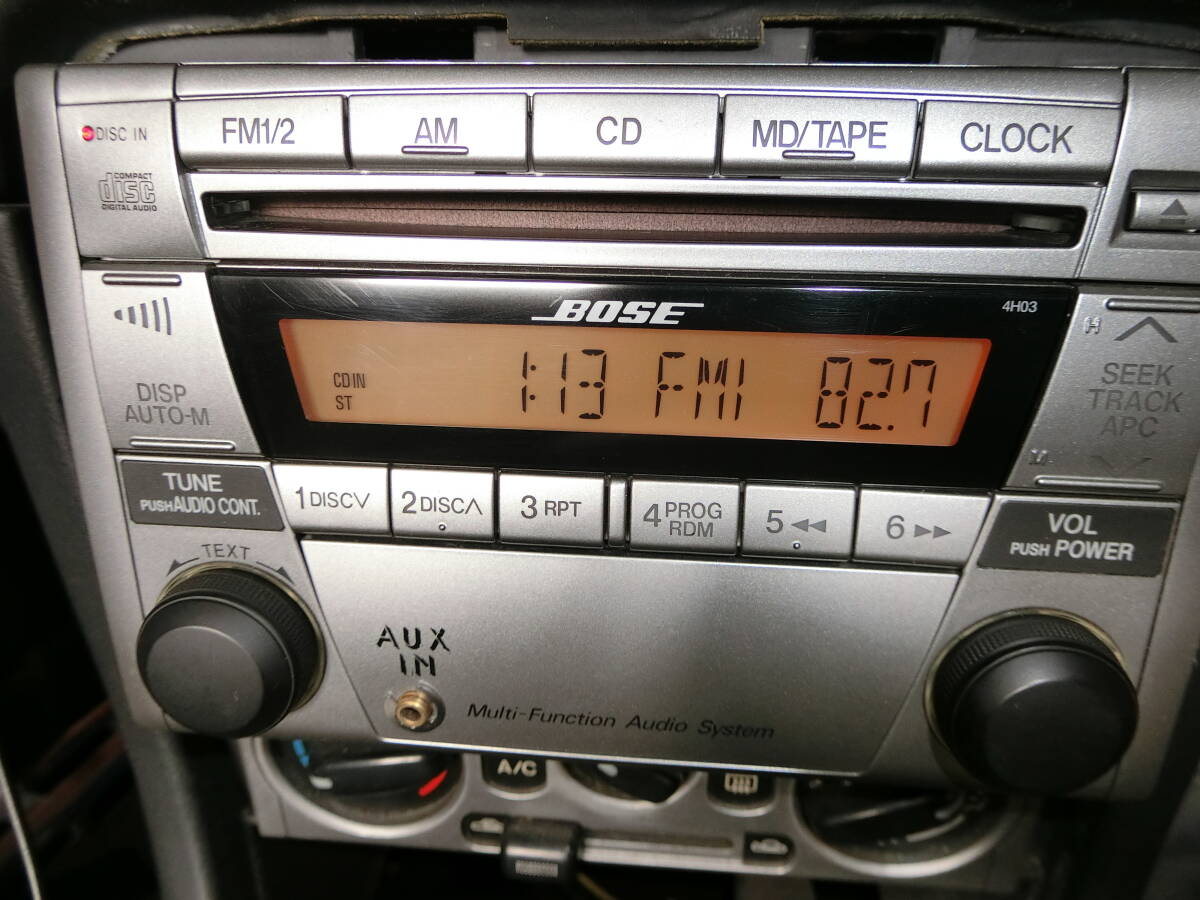 FM1/2
AM
CD
MD/TAPE
CLOCK
DISC IN
COMPACT
disc
DIGITAL AUDIO
BOSE
4H03
CD IN
ST
1:13 FM1 82.7
DISP
AUTO-M
SEEK
TRACK
APC
TUNE
PUSH AUDIO CONT.
TEXT
1 DISC
2 DISC
3 RPT
4 PROG
RDM
5
6
VOL
PUSH POWER
AUX
IN
Multi-Function Audio System
A/C